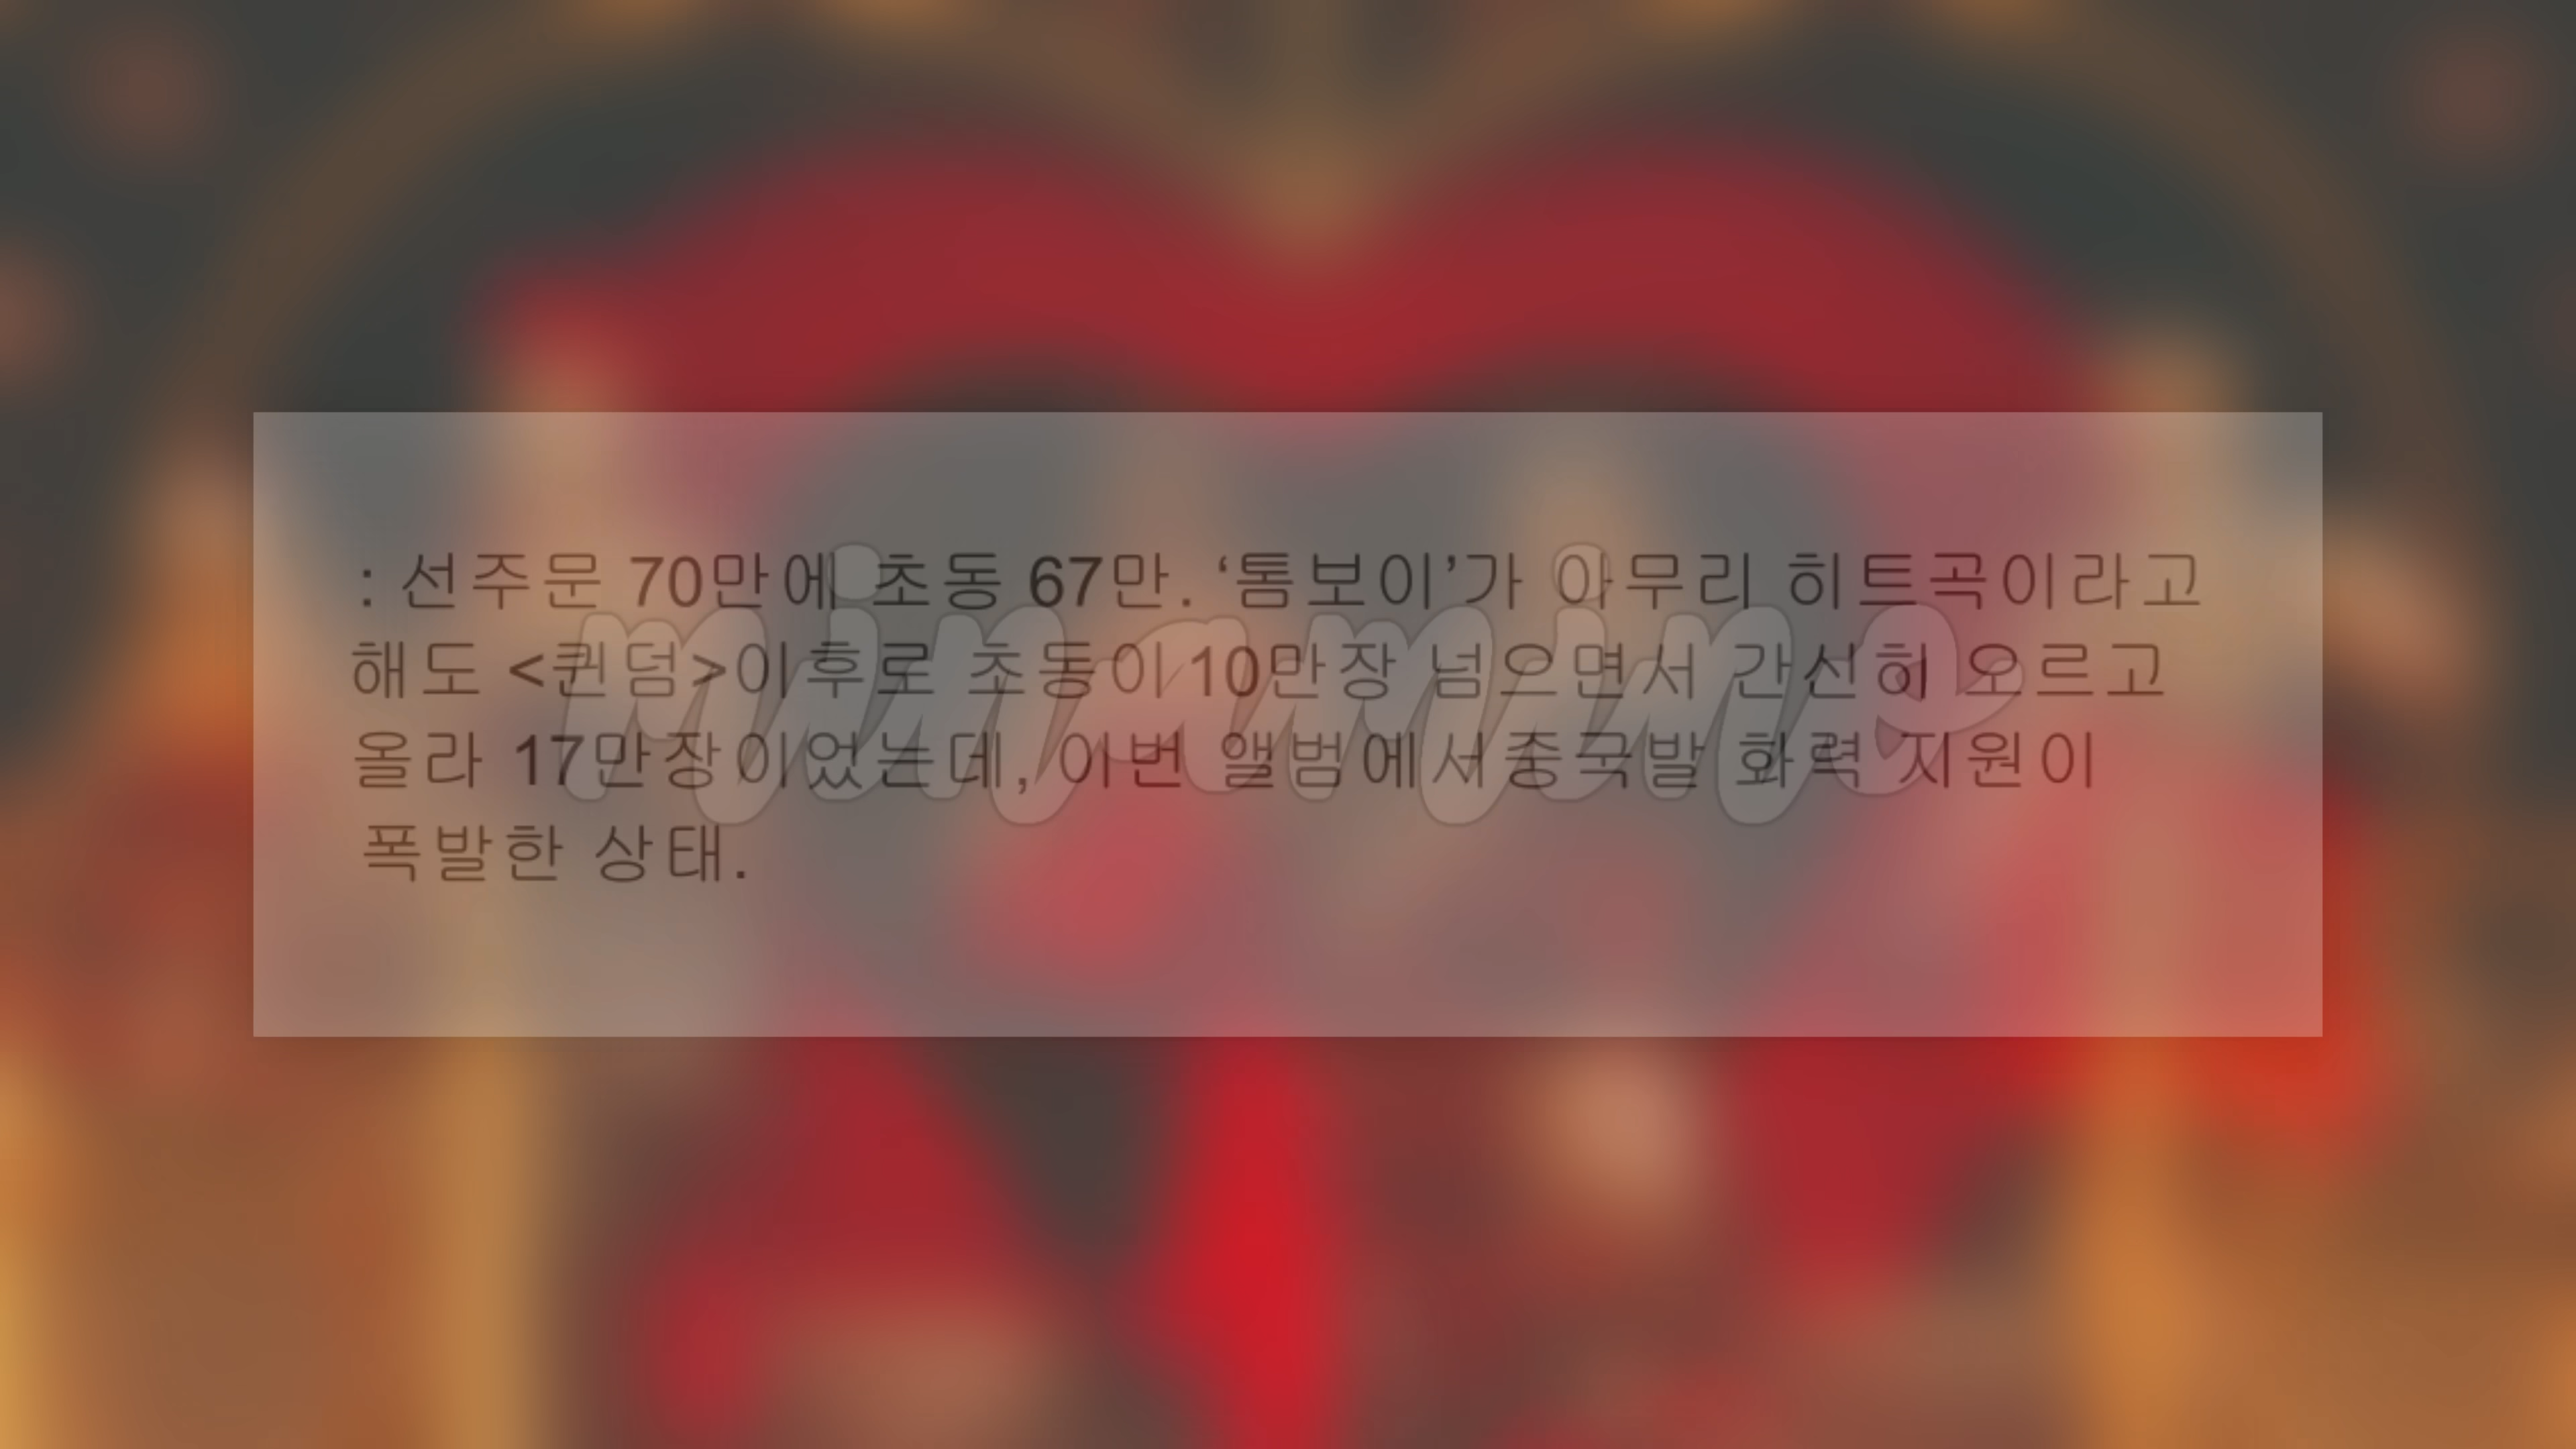 : 선주문 70만에 초동 67만. ‘톰보이’가 아무리 히트곡이라고
해도 <퀸덤>이후로 초동이 10만장 넘으면서 간신히 오르고
올라 17만장이었는데, 이번 앨범에서중국발 화력 지원이
폭발한 상태.
minnmine